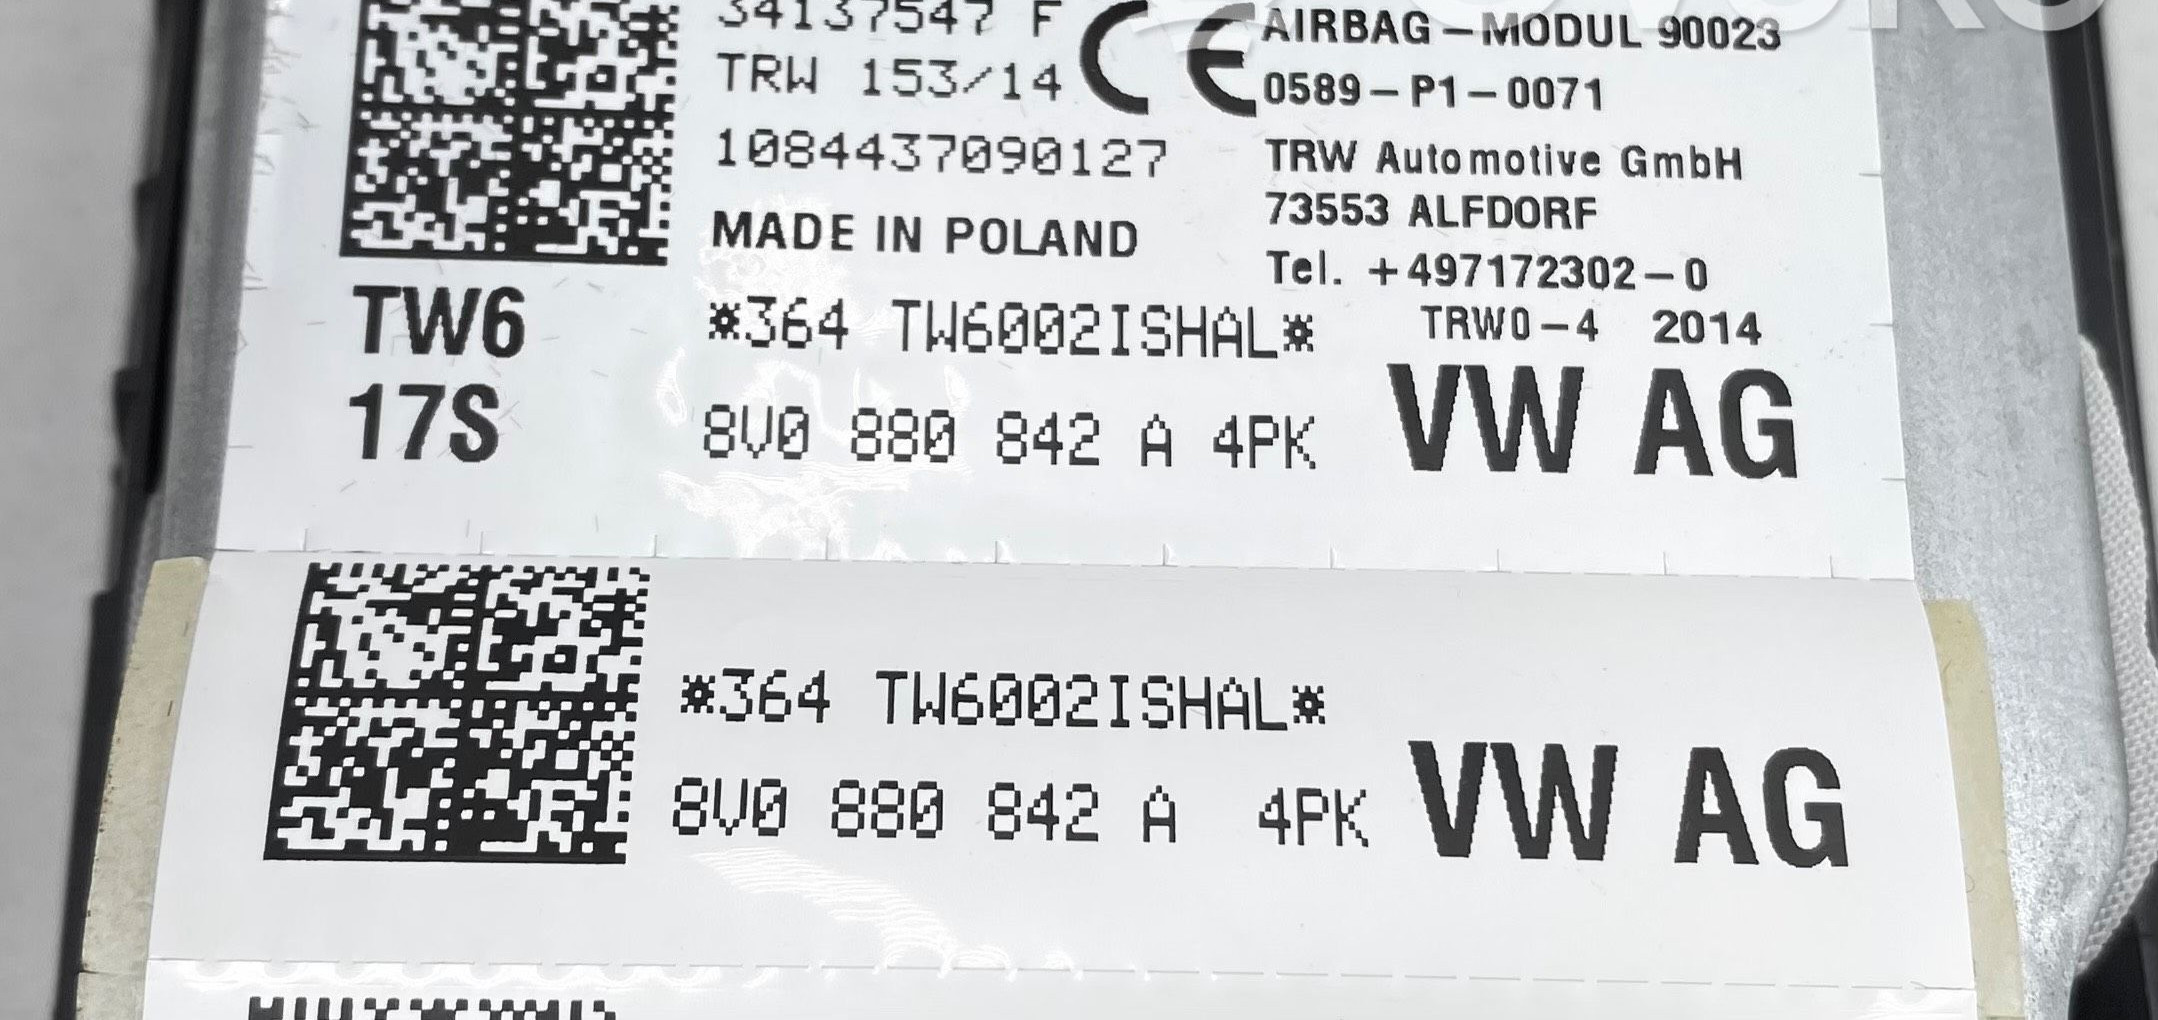 34137547 F
TRW 153/14
1084437090127
MADE IN POLAND
CE
AIRBAG-MODUL 90023
0589-P1-0071
TRW Automotive GmbH
73553 ALFDORF
Tel. +497172302-0
TRW0-4 2014
TW6
17S
*364 TW6002ISHAL*
8V0 880 842 A 4PK
VW AG
*364 TW6002ISHAL*
8V0 880 842 A 4PK
VW AG